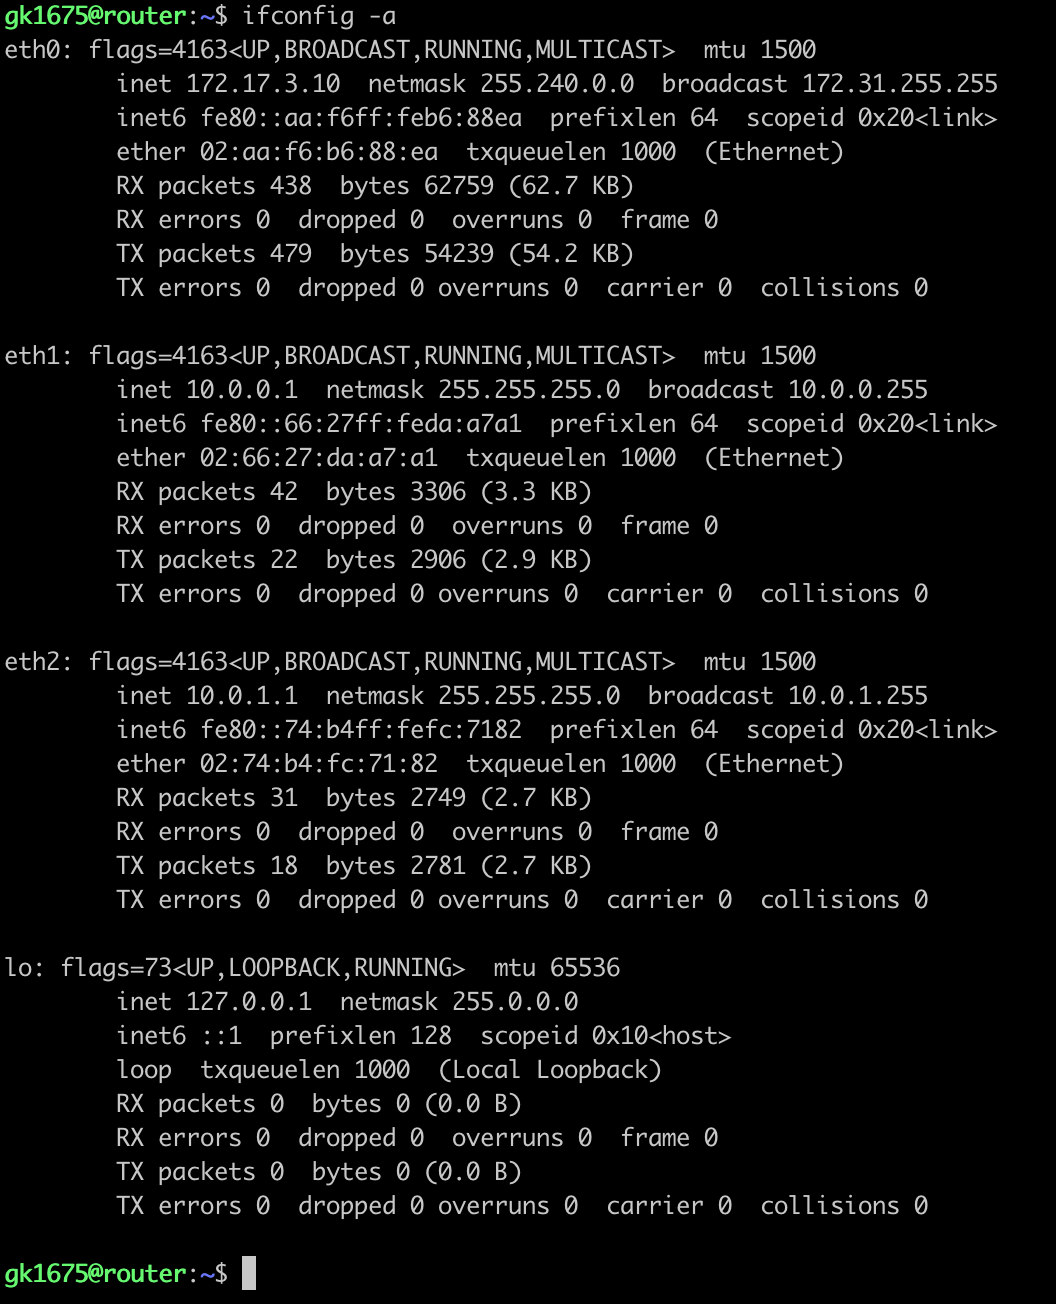 gk1675@router:~$ ifconfig -a
eth0: flags=4163<UP,BROADCAST,RUNNING,MULTICAST>  mtu 1500
        inet 172.17.3.10  netmask 255.240.0.0  broadcast 172.31.255.255
        inet6 fe80::aa:f6ff:feb6:88ea  prefixlen 64  scopeid 0x20<link>
        ether 02:aa:f6:b6:88:ea  txqueuelen 1000  (Ethernet)
        RX packets 438  bytes 62759 (62.7 KB)
        RX errors 0  dropped 0  overruns 0  frame 0
        TX packets 479  bytes 54239 (54.2 KB)
        TX errors 0  dropped 0 overruns 0  carrier 0  collisions 0

eth1: flags=4163<UP,BROADCAST,RUNNING,MULTICAST>  mtu 1500
        inet 10.0.0.1  netmask 255.255.255.0  broadcast 10.0.0.255
        inet6 fe80::66:27ff:feda:a7a1  prefixlen 64  scopeid 0x20<link>
        ether 02:66:27:da:a7:a1  txqueuelen 1000  (Ethernet)
        RX packets 42  bytes 3306 (3.3 KB)
        RX errors 0  dropped 0  overruns 0  frame 0
        TX packets 22  bytes 2906 (2.9 KB)
        TX errors 0  dropped 0 overruns 0  carrier 0  collisions 0

eth2: flags=4163<UP,BROADCAST,RUNNING,MULTICAST>  mtu 1500
        inet 10.0.1.1  netmask 255.255.255.0  broadcast 10.0.1.255
        inet6 fe80::74:b4ff:fefc:7182  prefixlen 64  scopeid 0x20<link>
        ether 02:74:b4:fc:71:82  txqueuelen 1000  (Ethernet)
        RX packets 31  bytes 2749 (2.7 KB)
        RX errors 0  dropped 0  overruns 0  frame 0
        TX packets 18  bytes 2781 (2.7 KB)
        TX errors 0  dropped 0 overruns 0  carrier 0  collisions 0

lo: flags=73<UP,LOOPBACK,RUNNING>  mtu 65536
        inet 127.0.0.1  netmask 255.0.0.0
        inet6 ::1  prefixlen 128  scopeid 0x10<host>
        loop  txqueuelen 1000  (Local Loopback)
        RX packets 0  bytes 0 (0.0 B)
        RX errors 0  dropped 0  overruns 0  frame 0
        TX packets 0  bytes 0 (0.0 B)
        TX errors 0  dropped 0 overruns 0  carrier 0  collisions 0

gk1675@router:~$